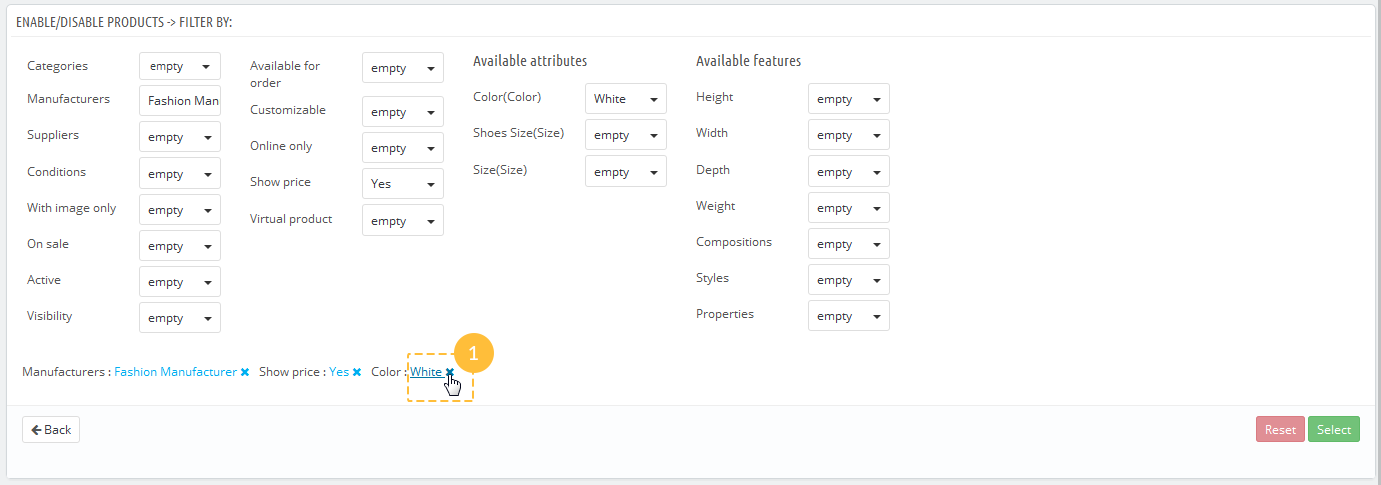 ENABLE/DISABLE PRODUCTS -> FILTER BY:
Categories empty
Manufacturers Fashion Man
Suppliers empty
Conditions empty
With image only empty
On sale empty
Active empty
Visibility empty
Available for
order empty
Customizable empty
Online only empty
Show price Yes
Virtual product empty
Available attributes
Color(Color) White
Shoes Size(Size) empty
Size(Size) empty
Available features
Height empty
Width empty
Depth empty
Weight empty
Compositions empty
Styles empty
Properties empty
1
Manufacturers : Fashion Manufacturer ✖ Show price : Yes ✖ Color : White ✖
Back Reset Select